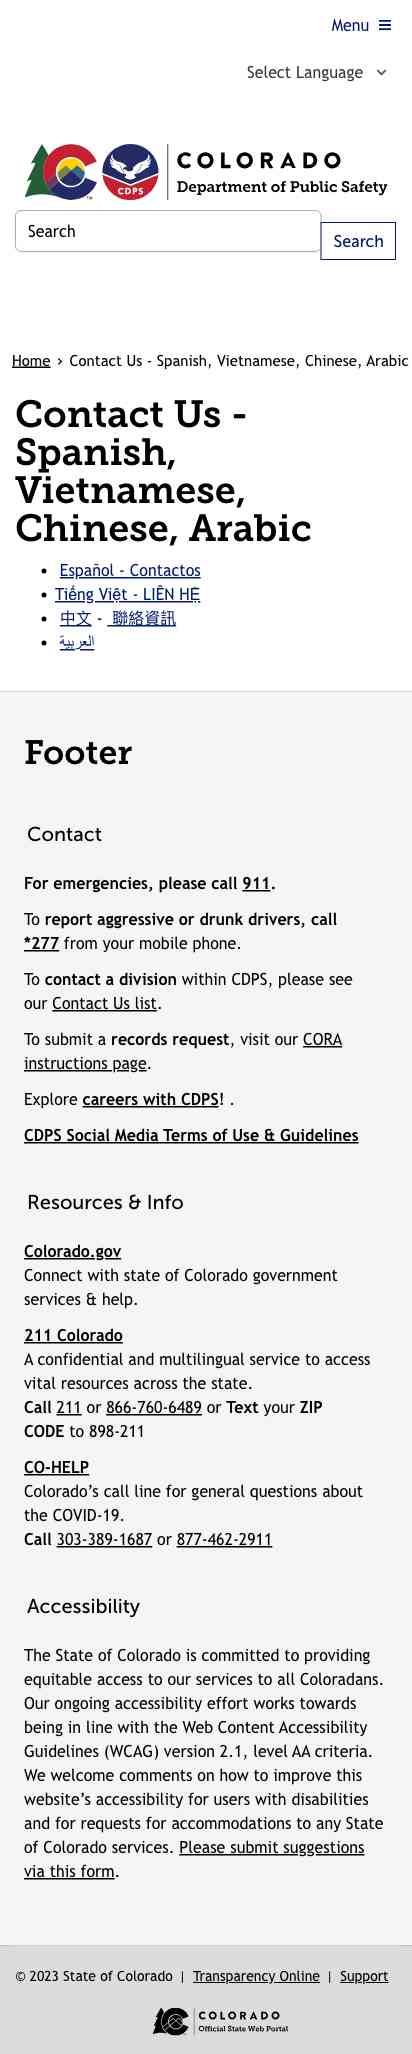 Menu
Select Language
COLORADO
CDPS
TM
Department of Public Safety
Search
Search
Home › Contact Us - Spanish, Vietnamese, Chinese, Arabic
Contact Us -
Spanish,
Vietnamese,
Chinese, Arabic
• Español - Contactos
• Tiếng Việt - LIÊN HỆ
• 中文 - 聯絡資訊
• العربية
Footer
Contact
For emergencies, please call 911.
To report aggressive or drunk drivers, call
*277 from your mobile phone.
To contact a division within CDPS, please see
our Contact Us list.
To submit a records request, visit our CORA
instructions page.
Explore careers with CDPS! .
CDPS Social Media Terms of Use & Guidelines
Resources & Info
Colorado.gov
Connect with state of Colorado government
services & help.
211 Colorado
A confidential and multilingual service to access
vital resources across the state.
Call 211 or 866-760-6489 or Text your ZIP
CODE to 898-211
CO-HELP
Colorado’s call line for general questions about
the COVID-19.
Call 303-389-1687 or 877-462-2911
Accessibility
The State of Colorado is committed to providing
equitable access to our services to all Coloradans.
Our ongoing accessibility effort works towards
being in line with the Web Content Accessibility
Guidelines (WCAG) version 2.1, level AA criteria.
We welcome comments on how to improve this
website’s accessibility for users with disabilities
and for requests for accommodations to any State
of Colorado services. Please submit suggestions
via this form.
© 2023 State of Colorado | Transparency Online | Support
COLORADO
Official State Web Portal